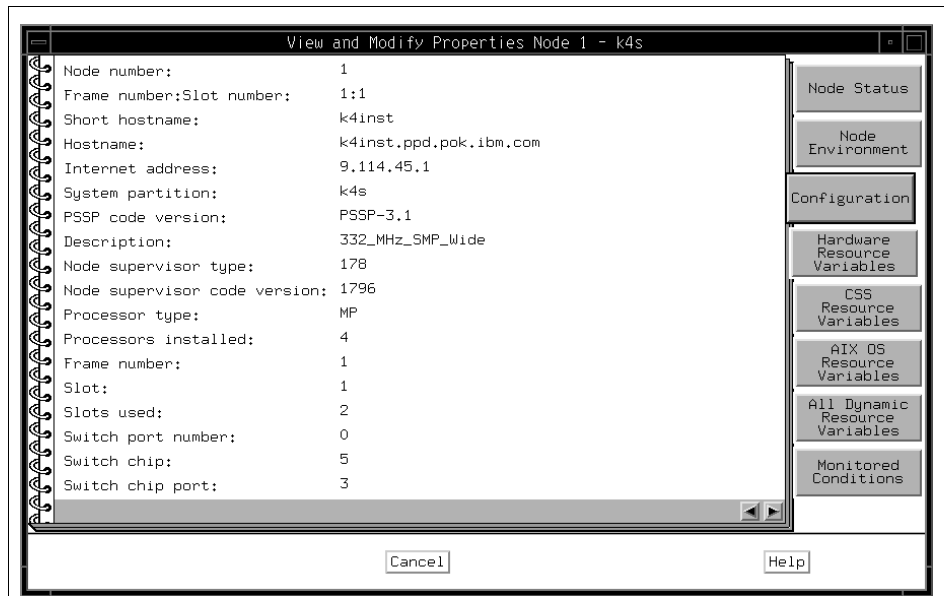 View and Modify Properties Node 1 - k4s
Node number: 1
Frame number:Slot number: 1:1
Short hostname: k4inst
Hostname: k4inst.ppd.pok.ibm.com
Internet address: 9.114.45.1
System partition: k4s
PSSP code version: PSSP-3.1
Description: 332_MHz_SMP_Wide
Node supervisor type: 178
Node supervisor code version: 1796
Processor type: MP
Processors installed: 4
Frame number: 1
Slot: 1
Slots used: 2
Switch port number: 0
Switch chip: 5
Switch chip port: 3
Node Status
Node
Environment
Configuration
Hardware
Resource
Variables
CSS
Resource
Variables
AIX OS
Resource
Variables
All Dynamic
Resource
Variables
Monitored
Conditions
Cancel
Help